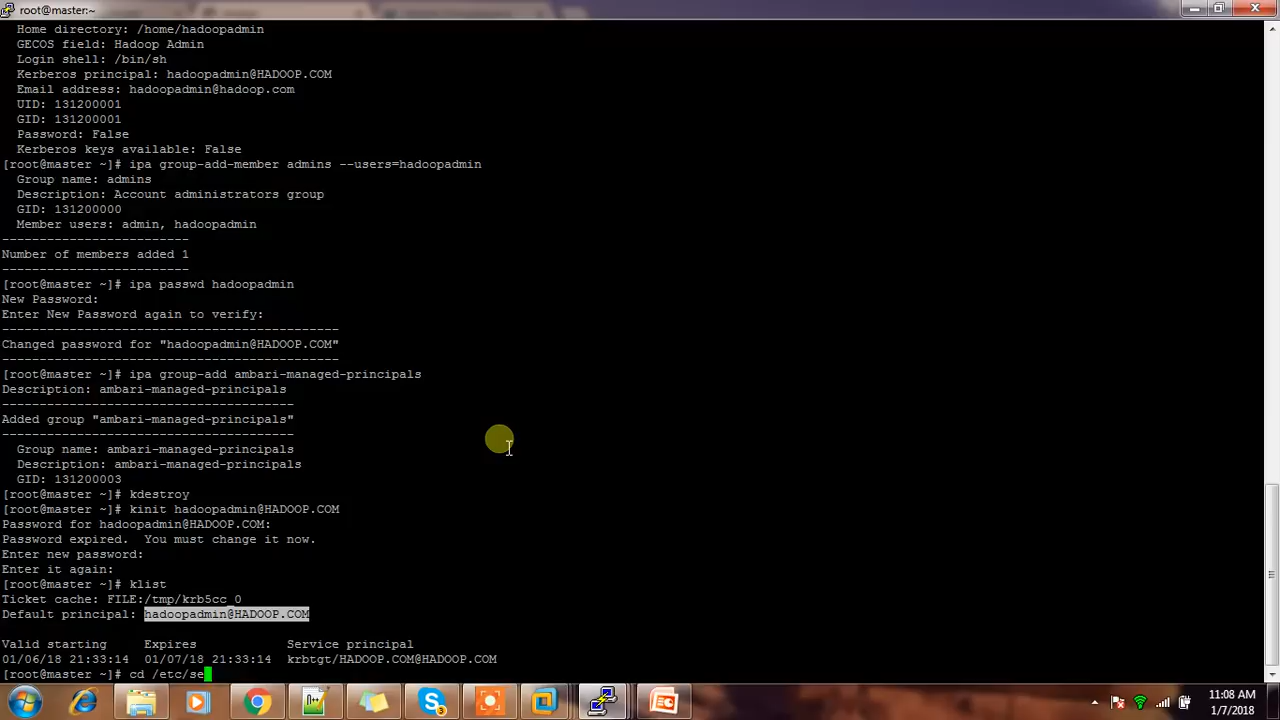 root@master:~
Home directory: /home/hadoopadmin
GECOS field: Hadoop Admin
Login shell: /bin/sh
Kerberos principal: hadoopadmin@HADOOP.COM
Email address: hadoopadmin@hadoop.com
UID: 131200001
GID: 131200001
Password: False
Kerberos keys available: False
[root@master ~]# ipa group-add-member admins --users=hadoopadmin
Group name: admins
Description: Account administrators group
GID: 131200000
Member users: admin, hadoopadmin
-------------------------
Number of members added 1
-------------------------
[root@master ~]# ipa passwd hadoopadmin
New Password:
Enter New Password again to verify:
---------------------------------------------
Changed password for "hadoopadmin@HADOOP.COM"
---------------------------------------------
[root@master ~]# ipa group-add ambari-managed-principals
Description: ambari-managed-principals
---------------------------------------
Added group "ambari-managed-principals"
---------------------------------------
Group name: ambari-managed-principals
Description: ambari-managed-principals
GID: 131200003
[root@master ~]# kdestroy
[root@master ~]# kinit hadoopadmin@HADOOP.COM
Password for hadoopadmin@HADOOP.COM:
Password expired.  You must change it now.
Enter new password:
Enter it again:
[root@master ~]# klist
Ticket cache: FILE:/tmp/krb5cc_0
Default principal: hadoopadmin@HADOOP.COM
Valid starting     Expires            Service principal
01/06/18 21:33:14  01/07/18 21:33:14  krbtgt/HADOOP.COM@HADOOP.COM
[root@master ~]# cd /etc/se
11:08 AM
1/7/2018